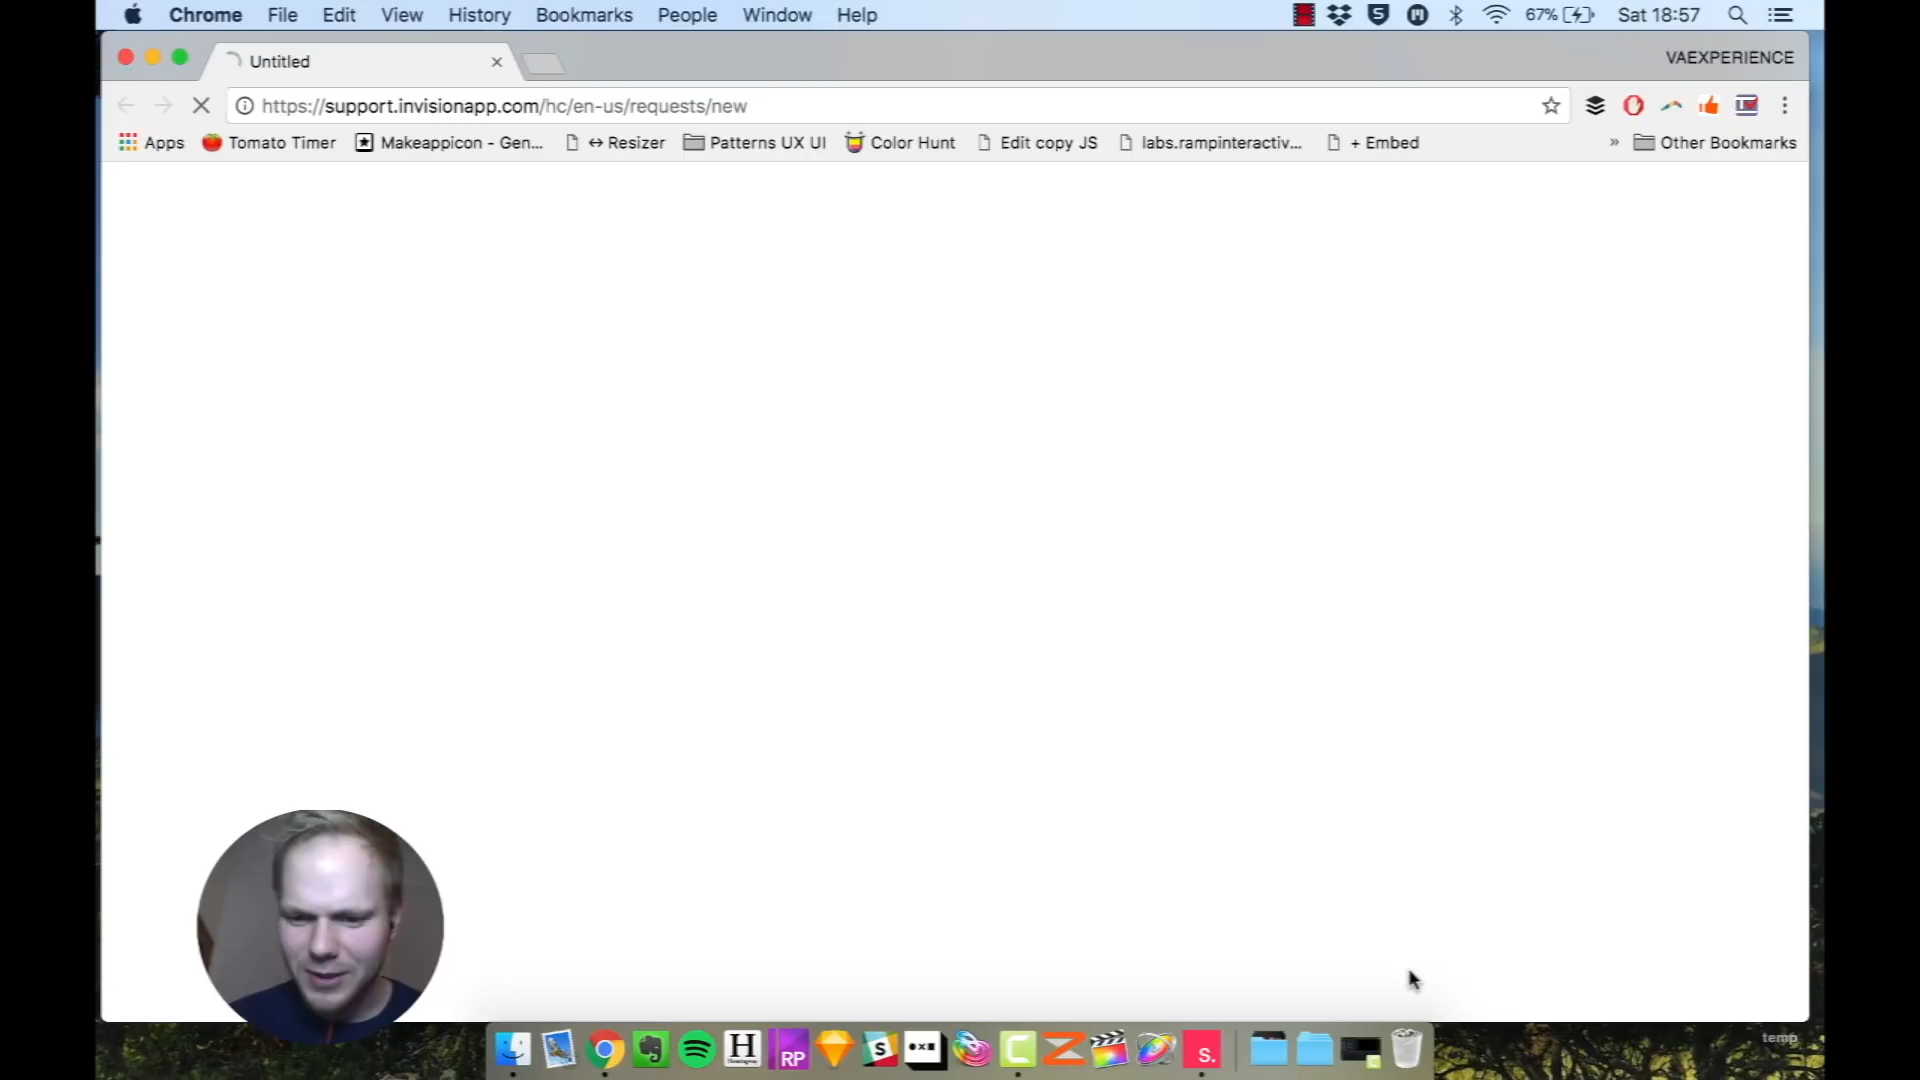 Chrome File Edit View History Bookmarks People Window Help 67% Sat 18:57
Untitled VAEXPERIENCE
https://support.invisionapp.com/hc/en-us/requests/new
Apps Tomato Timer Makeappicon - Gen... ↔ Resizer Patterns UX UI Color Hunt Edit copy JS labs.rampinteractiv... + Embed » Other Bookmarks
temp
H RP S s.